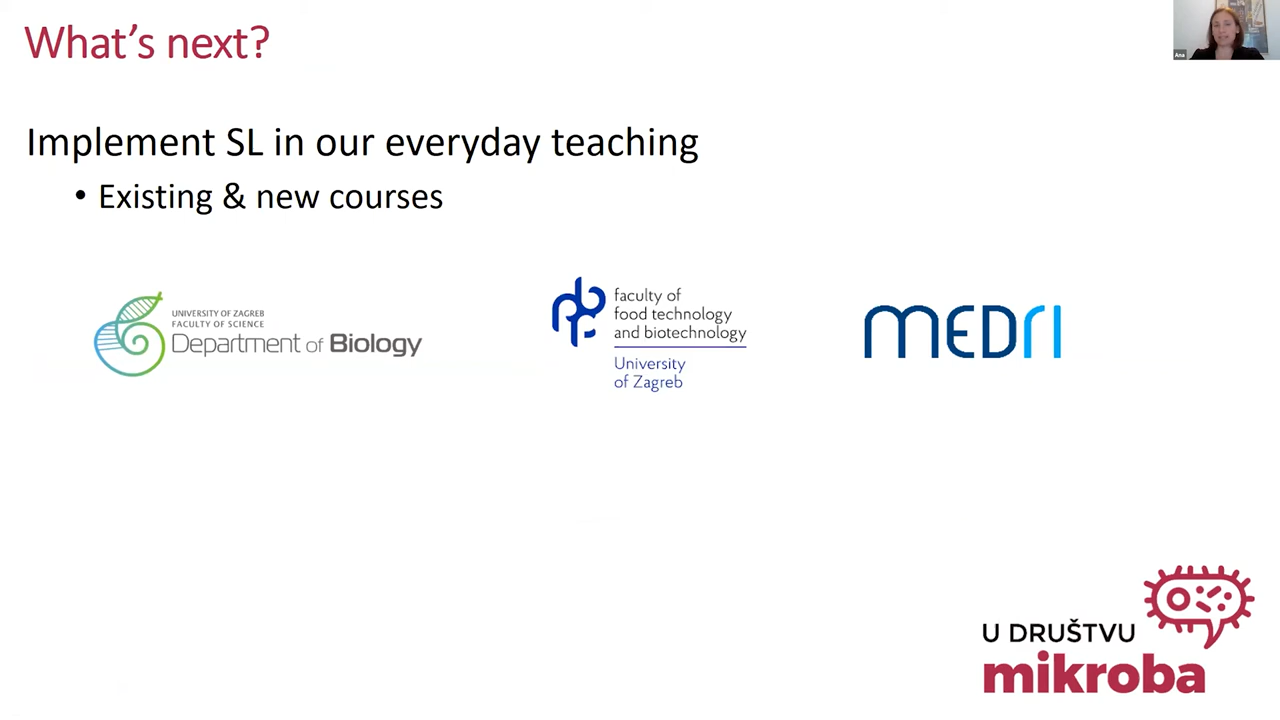 What's next?
Ana
Implement SL in our everyday teaching
• Existing & new courses
UNIVERSITY OF ZAGREB
FACULTY OF SCIENCE
Department of Biology
faculty of
food technology
and biotechnology
University
of Zagreb
MEDRI
U DRUŠTVU
mikroba